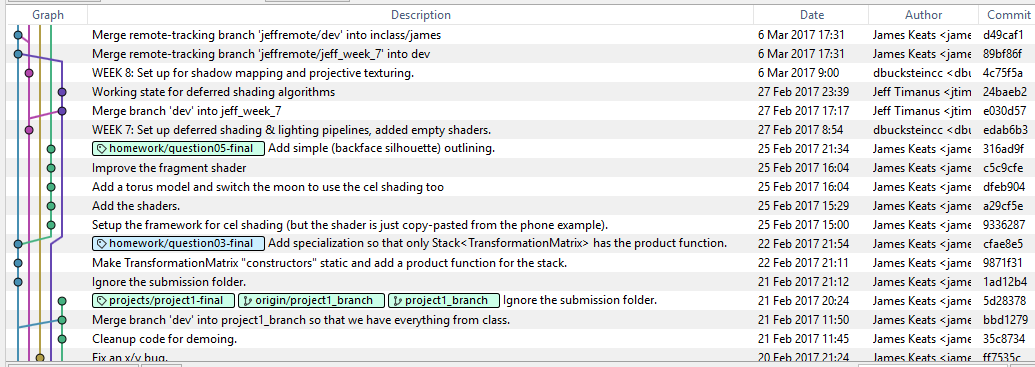 Graph Description Date Author Commit
Merge remote-tracking branch 'jeffremote/dev' into inclass/james 6 Mar 2017 17:31 James Keats <jame d49caf1
Merge remote-tracking branch 'jeffremote/jeff_week_7' into dev 6 Mar 2017 17:31 James Keats <jame 89bf86f
WEEK 8: Set up for shadow mapping and projective texturing. 6 Mar 2017 9:00 dbucksteincc <dbu 4c75f5a
Working state for deferred shading algorithms 27 Feb 2017 23:39 Jeff Timanus <jtim 24baeb2
Merge branch 'dev' into jeff_week_7 27 Feb 2017 17:17 Jeff Timanus <jtim e030d57
WEEK 7: Set up deferred shading & lighting pipelines, added empty shaders. 27 Feb 2017 8:54 dbucksteincc <dbu edab6b3
homework/question05-final Add simple (backface silhouette) outlining. 25 Feb 2017 21:34 James Keats <jame 316ad9f
Improve the fragment shader 25 Feb 2017 16:04 James Keats <jame c5c9cfe
Add a torus model and switch the moon to use the cel shading too 25 Feb 2017 16:04 James Keats <jame dfeb904
Add the shaders. 25 Feb 2017 15:29 James Keats <jame a29cf5e
Setup the framework for cel shading (but the shader is just copy-pasted from the phone example). 25 Feb 2017 15:00 James Keats <jame 9336287
homework/question03-final Add specialization so that only Stack<TransformationMatrix> has the product function. 22 Feb 2017 21:54 James Keats <jame cfae8e5
Make TransformationMatrix "constructors" static and add a product function for the stack. 22 Feb 2017 21:11 James Keats <jame 9871f31
Ignore the submission folder. 21 Feb 2017 21:12 James Keats <jame 1ad12b4
projects/project1-final origin/project1_branch project1_branch Ignore the submission folder. 21 Feb 2017 20:24 James Keats <jame 5d28378
Merge branch 'dev' into project1_branch so that we have everything from class. 21 Feb 2017 11:50 James Keats <jame bbd1279
Cleanup code for demoing. 21 Feb 2017 11:45 James Keats <jame 35c8734
Fix an x/y bug. 20 Feb 2017 21:24 James Keats <jame ff7535c